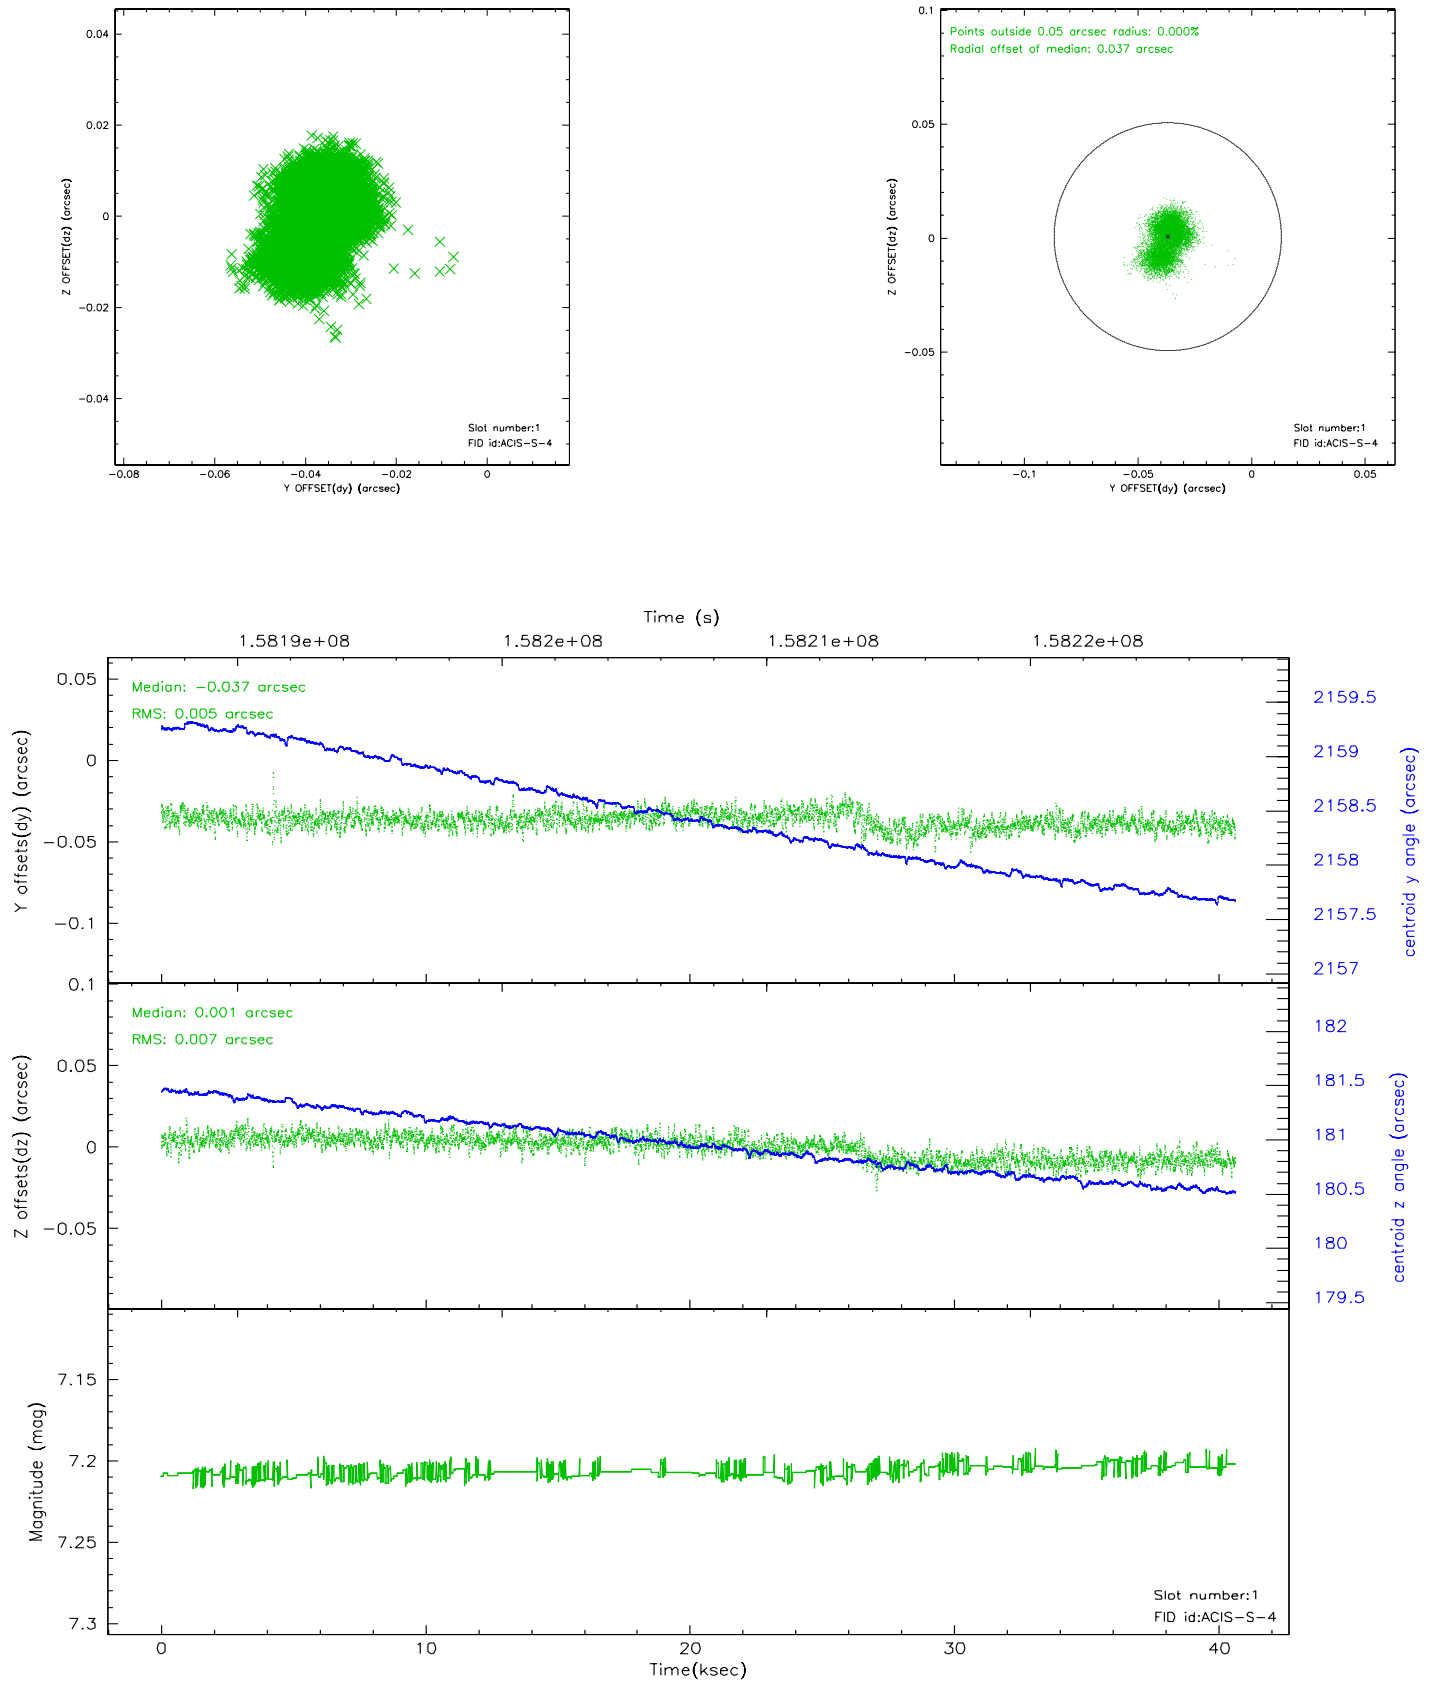 0.04
0.02
0
−0.02
−0.04
Z OFFSET(dz) (arcsec)
Slot number:1
FID id:ACIS−S−4
−0.08 −0.06 −0.04 −0.02 0
Y OFFSET(dy) (arcsec)
0.1
0.05
0
−0.05
Z OFFSET(dz) (arcsec)
Points outside 0.05 arcsec radius: 0.000%
Radial offset of median: 0.037 arcsec
Slot number:1
FID id:ACIS−S−4
−0.1 −0.05 0 0.05
Y OFFSET(dy) (arcsec)
Time (s)
1.5819e+08 1.582e+08 1.5821e+08 1.5822e+08
0.05
0
−0.05
−0.1
Y offsets(dy) (arcsec)
Median: −0.037 arcsec
RMS: 0.005 arcsec
2159.5
2159
2158.5
2158
2157.5
2157
centroid y angle (arcsec)
0.1
0.05
0
−0.05
Z offsets(dz) (arcsec)
Median: 0.001 arcsec
RMS: 0.007 arcsec
182
181.5
181
180.5
180
179.5
centroid z angle (arcsec)
7.15
7.2
7.25
7.3
Magnitude (mag)
Slot number:1
FID id:ACIS−S−4
0 10 20 30 40
Time(ksec)